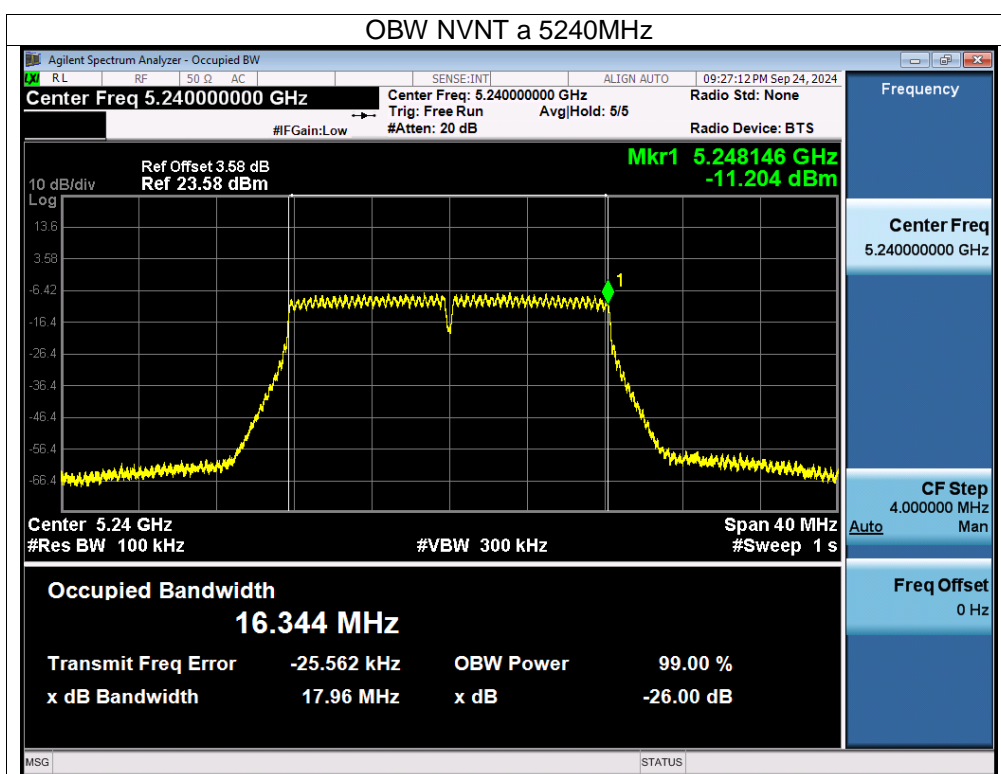 OBW NVNT a 5240MHz
Agilent Spectrum Analyzer - Occupied BW
LXI RL RF 50 Ω AC SENSE:INT ALIGN AUTO 09:27:12 PM Sep 24, 2024
Center Freq 5.240000000 GHz
Center Freq: 5.240000000 GHz
Radio Std: None
Trig: Free Run Avg|Hold: 5/5
#IFGain:Low
#Atten: 20 dB
Radio Device: BTS
Mkr1 5.248146 GHz
-11.204 dBm
Ref Offset 3.58 dB
10 dB/div Ref 23.58 dBm
Log
13.6
3.58
-6.42
-16.4
-26.4
-36.4
-46.4
-56.4
-66.4
1
Center 5.24 GHz Span 40 MHz
#Res BW 100 kHz #VBW 300 kHz #Sweep 1 s
Occupied Bandwidth
16.344 MHz
Transmit Freq Error -25.562 kHz OBW Power 99.00 %
x dB Bandwidth 17.96 MHz x dB -26.00 dB
MSG STATUS
Frequency
Center Freq
5.240000000 GHz
CF Step
4.000000 MHz
Auto Man
Freq Offset
0 Hz